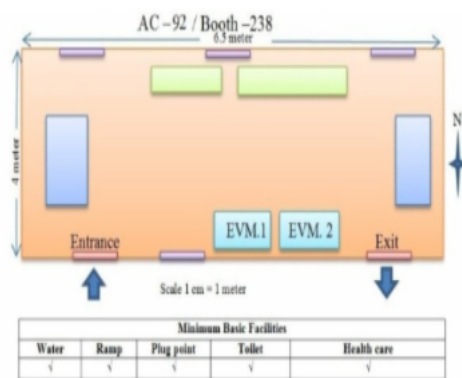 AC –92 / Booth -238
6.5 meter
4 meter
N
EVM.1 EVM. 2
Entrance Exit
Scale 1 cm = 1 meter
Minimum Basic Facilities
Water Ramp Plug point Toilet Health care
√ √ √ √ √